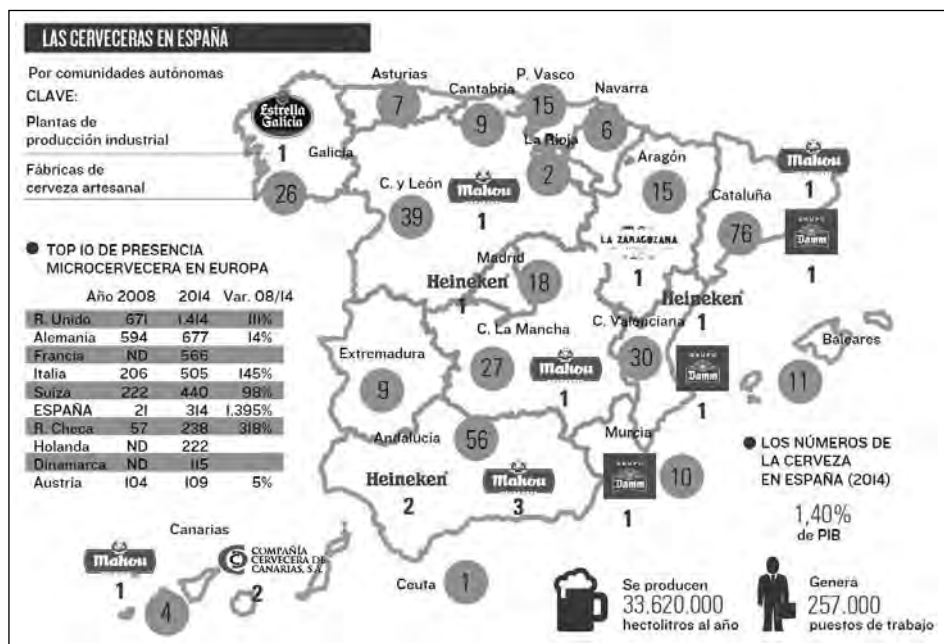 LAS CERVECERAS EN ESPAÑA
Por comunidades autónomas
CLAVE:
Plantas de
producción industrial
Fábricas de
cerveza artesanal
Estrella
Galicia
1
Galicia
26
Asturias
7
Cantabria
9
P. Vasco
15
Navarra
6
La Rioja
2
Aragón
15
LA ZARAGOZANA
1
Cataluña
76
Mahou
1
GRUPO
Damm
1
C. y León
39
Mahou
1
Madrid
18
Heineken
1
C. La Mancha
27
Mahou
1
C. Valenciana
30
Heineken
1
GRUPO
Damm
1
Baleares
11
Extremadura
9
Andalucía
56
Heineken
2
Mahou
3
Murcia
10
GRUPO
Damm
1
Canarias
4
Mahou
1
COMPAÑÍA
CERVECERA DE
CANARIAS, S.A.
2
Ceuta
1
TOP 10 DE PRESENCIA
MICROCERVECERA EN EUROPA
Año 2008 2014 Var. 08/14
R. Unido 671 1.414 111%
Alemania 594 677 14%
Francia ND 566
Italia 206 505 145%
Suiza 222 440 98%
ESPAÑA 21 314 1.395%
R. Checa 57 238 318%
Holanda ND 222
Dinamarca ND 115
Austria 104 109 5%
LOS NÚMEROS DE
LA CERVEZA
EN ESPAÑA (2014)
1,40%
de PIB
Se producen
33.620.000
hectolitros al año
Genera
257.000
puestos de trabajo